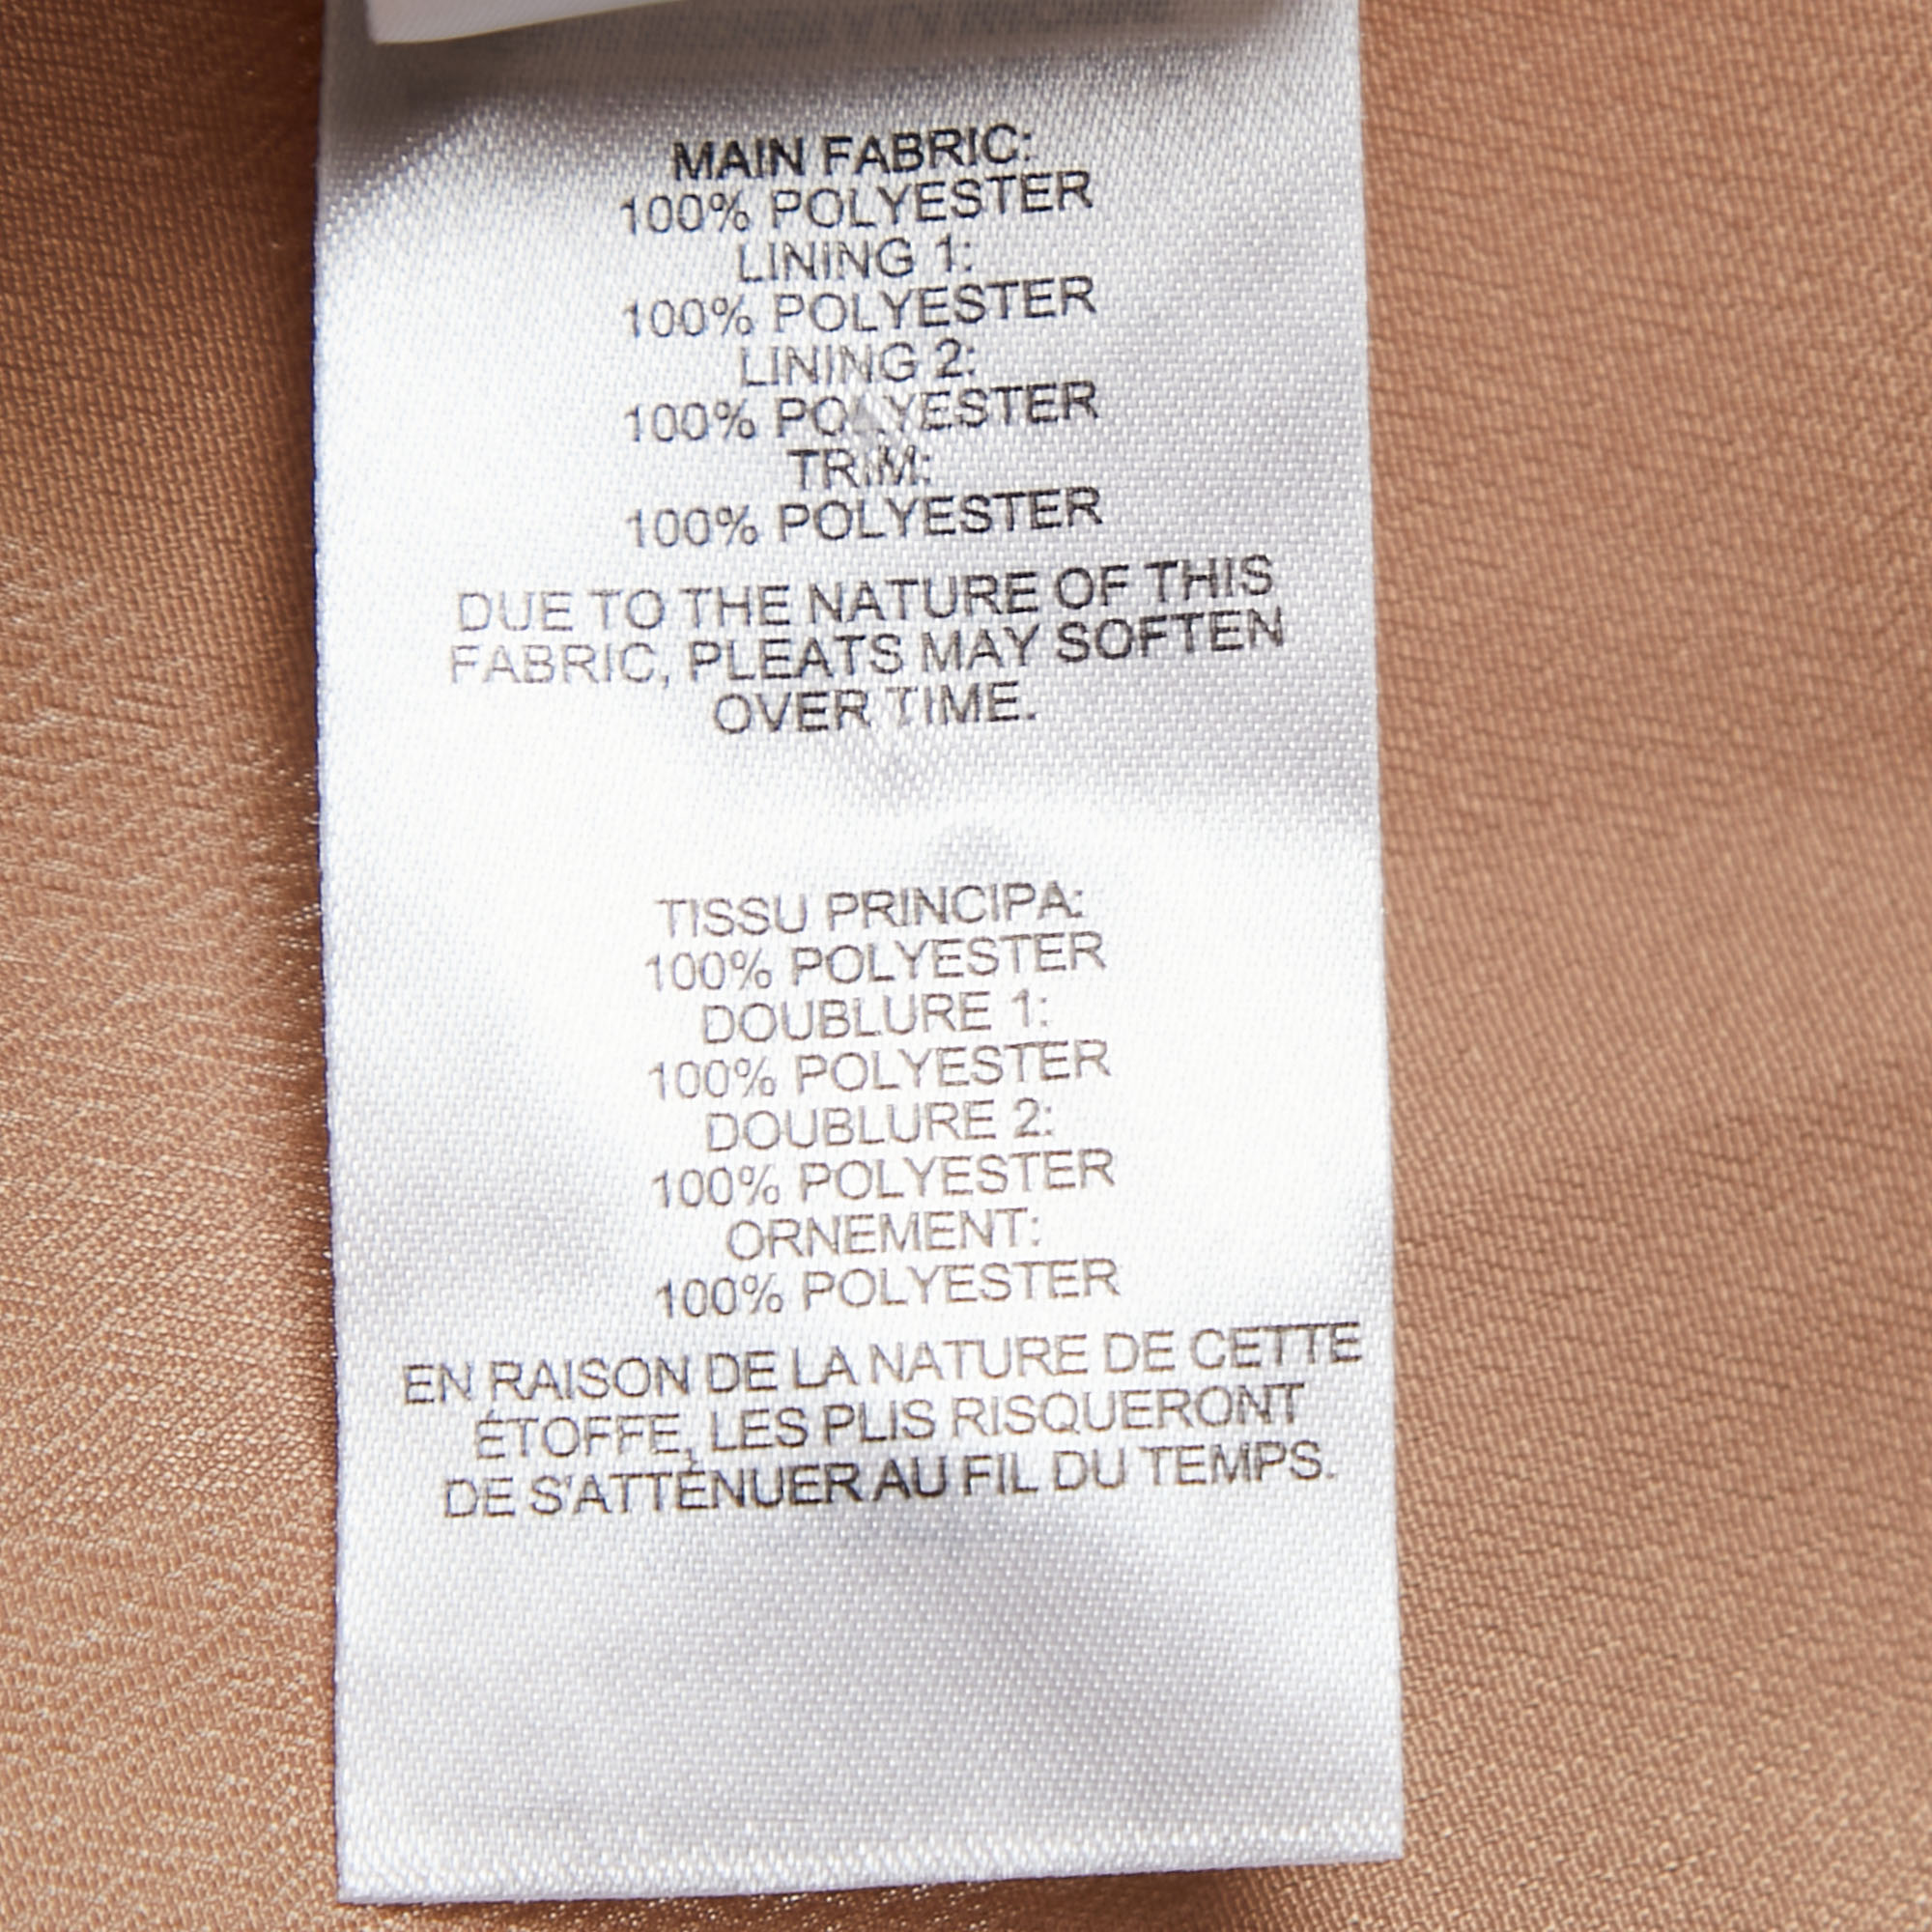 MAIN FABRIC:
100% POLYESTER
LINING 1:
100% POLYESTER
LINING 2:
100% POLYESTER
TRIM:
100% POLYESTER
DUE TO THE NATURE OF THIS
FABRIC, PLEATS MAY SOFTEN
OVER TIME.
TISSU PRINCIPA:
100% POLYESTER
DOUBLURE 1:
100% POLYESTER
DOUBLURE 2:
100% POLYESTER
ORNEMENT:
100% POLYESTER
EN RAISON DE LA NATURE DE CETTE
ÉTOFFE, LES PLIS RISQUERONT
DE S'ATTÉNUER AU FIL DU TEMPS.